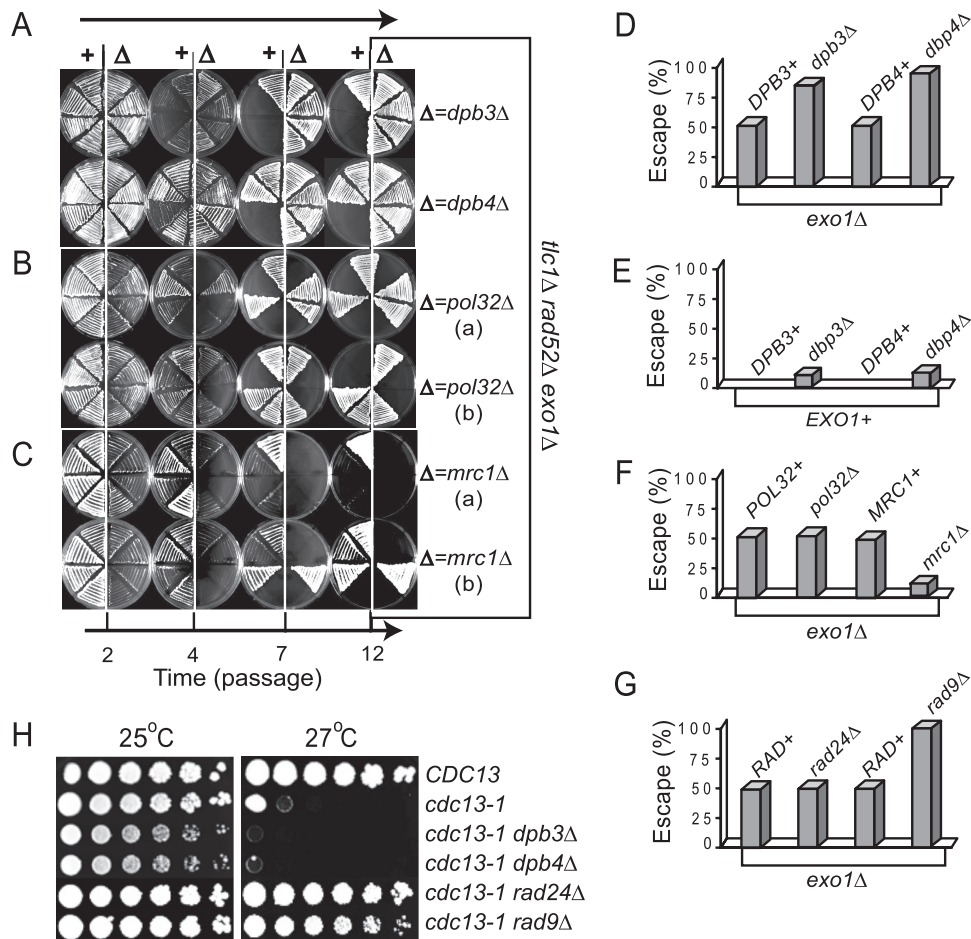 A
+ Δ + Δ + Δ + Δ
Δ=dpb3Δ
Δ=dpb4Δ
B
Δ=pol32Δ
(a)
Δ=pol32Δ
(b)
C
Δ=mrc1Δ
(a)
Δ=mrc1Δ
(b)
tlc1Δ rad52Δ exo1Δ
2 4 7 12
Time (passage)
D
Escape (%)
100
75
50
25
0
DPB3+
dpb3Δ
DPB4+
dbp4Δ
exo1Δ
E
Escape (%)
100
75
50
25
0
DPB3+
dbp3Δ
DPB4+
dbp4Δ
EXO1+
F
Escape (%)
100
75
50
25
0
POL32+
pol32Δ
MRC1+
mrc1Δ
exo1Δ
G
Escape (%)
100
75
50
25
0
RAD+
rad24Δ
RAD+
rad9Δ
exo1Δ
H
25°C 27°C
CDC13
cdc13-1
cdc13-1 dpb3Δ
cdc13-1 dpb4Δ
cdc13-1 rad24Δ
cdc13-1 rad9Δ